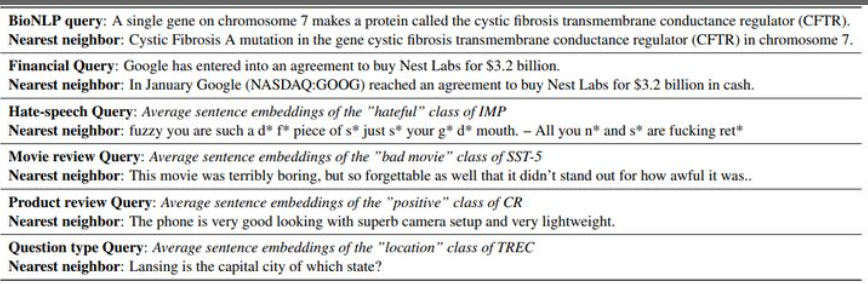 BioNLP query: A single gene on chromosome 7 makes a protein called the cystic fibrosis transmembrane conductance regulator (CFTR).
Nearest neighbor: Cystic Fibrosis A mutation in the gene cystic fibrosis transmembrane conductance regulator (CFTR) in chromosome 7.
Financial Query: Google has entered into an agreement to buy Nest Labs for $3.2 billion.
Nearest neighbor: In January Google (NASDAQ:GOOG) reached an agreement to buy Nest Labs for $3.2 billion in cash.
Hate-speech Query: Average sentence embeddings of the "hateful" class of IMP
Nearest neighbor: fuzzy you are such a d* f* piece of s* just s* your g* d* mouth. – All you n* and s* are fucking ret*
Movie review Query: Average sentence embeddings of the "bad movie" class of SST-5
Nearest neighbor: This movie was terribly boring, but so forgettable as well that it didn't stand out for how awful it was..
Product review Query: Average sentence embeddings of the "positive" class of CR
Nearest neighbor: The phone is very good looking with superb camera setup and very lightweight.
Question type Query: Average sentence embeddings of the "location" class of TREC
Nearest neighbor: Lansing is the capital city of which state?